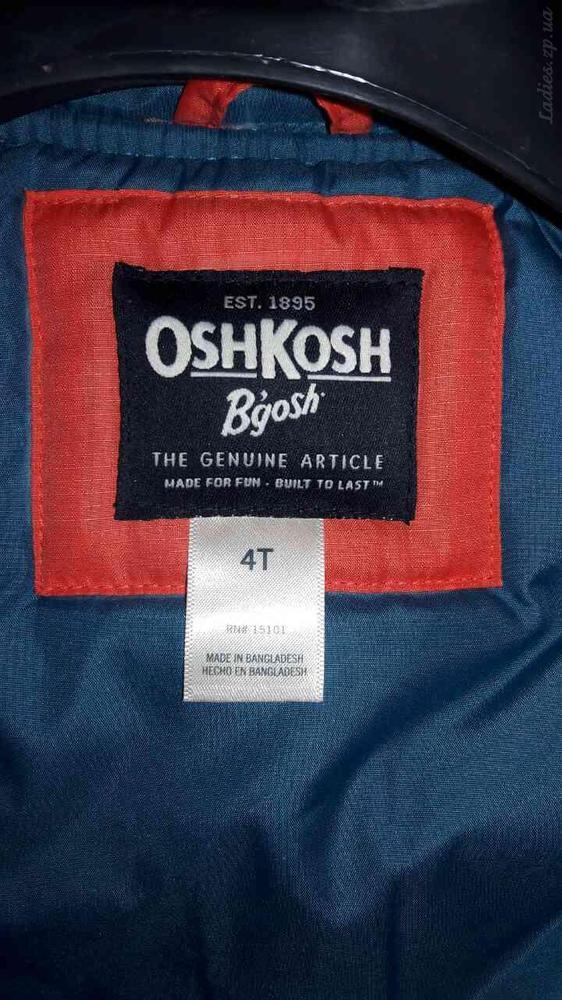 Ladies.zp.ua
EST. 1895
OSHKOSH
B'gosh
THE GENUINE ARTICLE
MADE FOR FUN · BUILT TO LAST™
4T
RN# 15101
MADE IN BANGLADESH
HECHO EN BANGLADESH